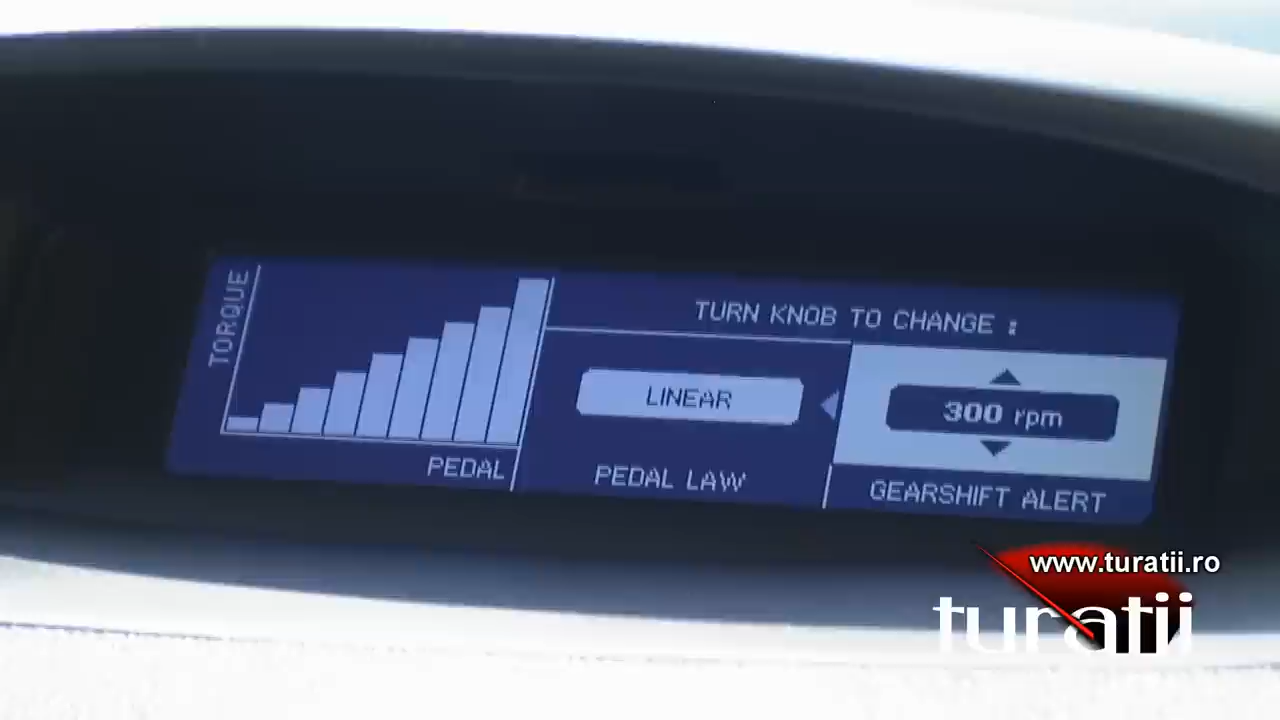 TORQUE
PEDAL
TURN KNOB TO CHANGE :
LINEAR
PEDAL LAW
300 rpm
GEARSHIFT ALERT
www.turatii.ro
turatii